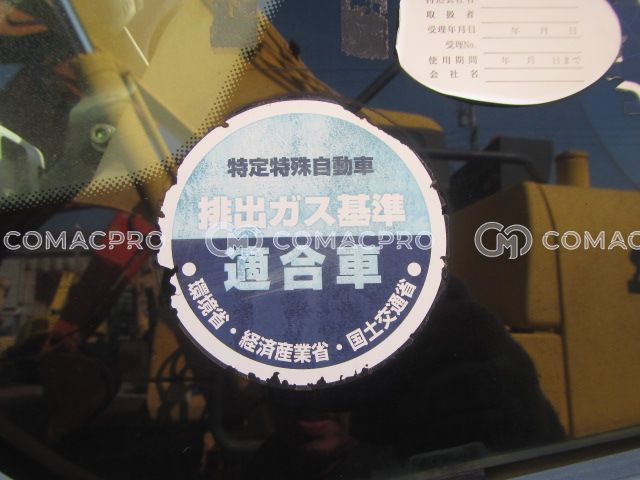 取扱者
受理年月日 年 月 日
受理No.
使用期間 年 月 日まで
会社名
特定特殊自動車
排出ガス基準
適合車
・環境省・経済産業省・国土交通省・
COMACPRO COMACPRO COMACPRO